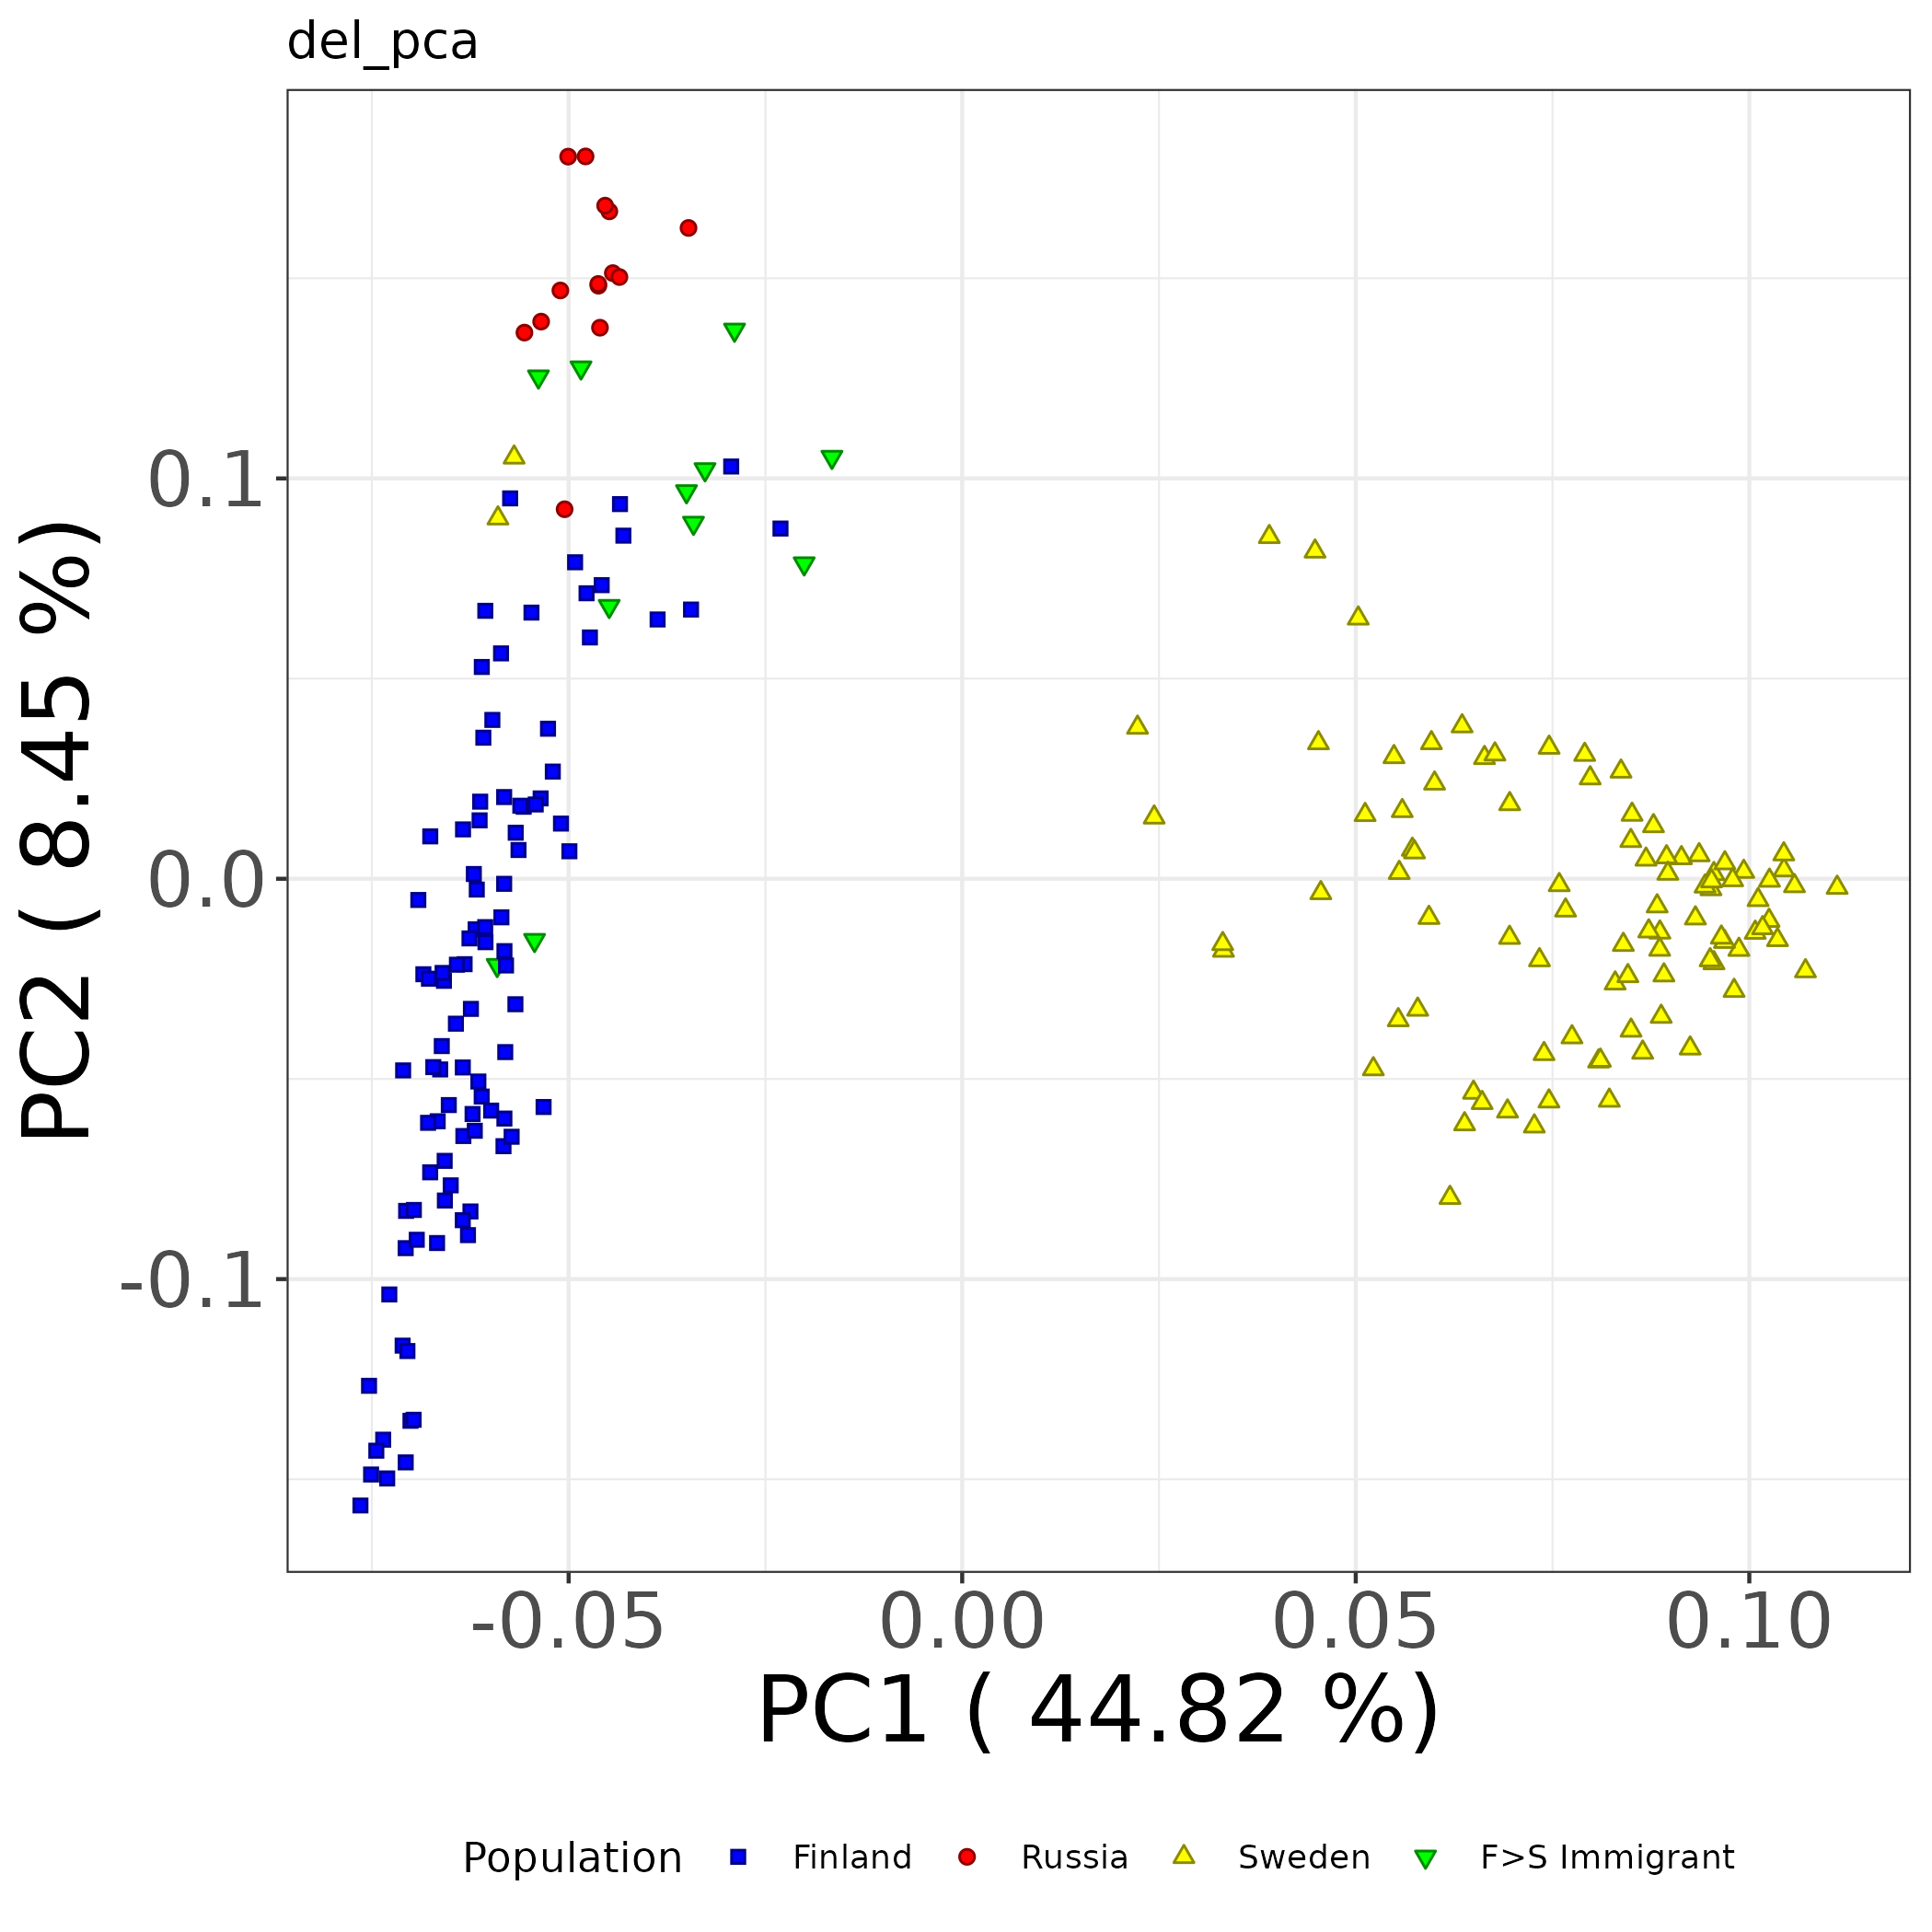 del_pca
PC2 ( 8.45 %)
0.1
0.0
-0.1
-0.05 0.00 0.05 0.10
PC1 ( 44.82 %)
Population Finland Russia Sweden F>S Immigrant